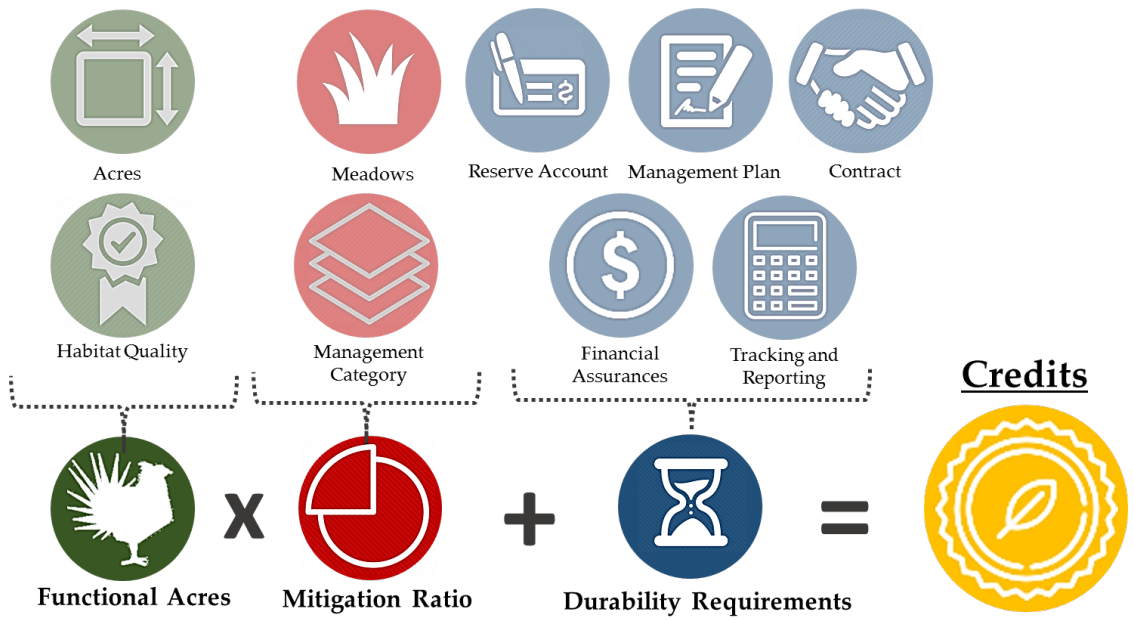 Acres
Meadows
Reserve Account
Management Plan
Contract
$
Habitat Quality
Management
Category
$
Financial
Assurances
Tracking and
Reporting
Credits
Functional Acres
x
Mitigation Ratio
+
Durability Requirements
=